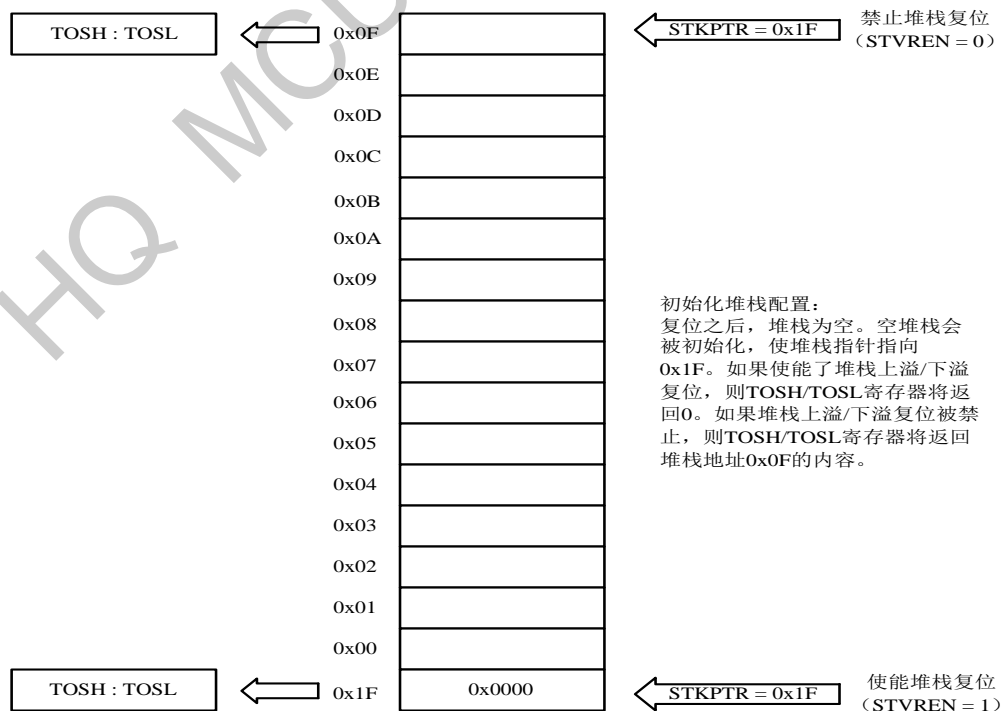 HQ MCU
TOSH : TOSL
0x0F
STKPTR = 0x1F
禁止堆栈复位
（STVREN = 0）
0x0E
0x0D
0x0C
0x0B
0x0A
0x09
0x08
0x07
0x06
0x05
0x04
0x03
0x02
0x01
0x00
初始化堆栈配置：
复位之后，堆栈为空。空堆栈会
被初始化，使堆栈指针指向
0x1F。如果使能了堆栈上溢/下溢
复位，则TOSH/TOSL寄存器将返
回0。如果堆栈上溢/下溢复位被禁
止，则TOSH/TOSL寄存器将返回
堆栈地址0x0F的内容。
TOSH : TOSL
0x1F
0x0000
STKPTR = 0x1F
使能堆栈复位
（STVREN = 1）